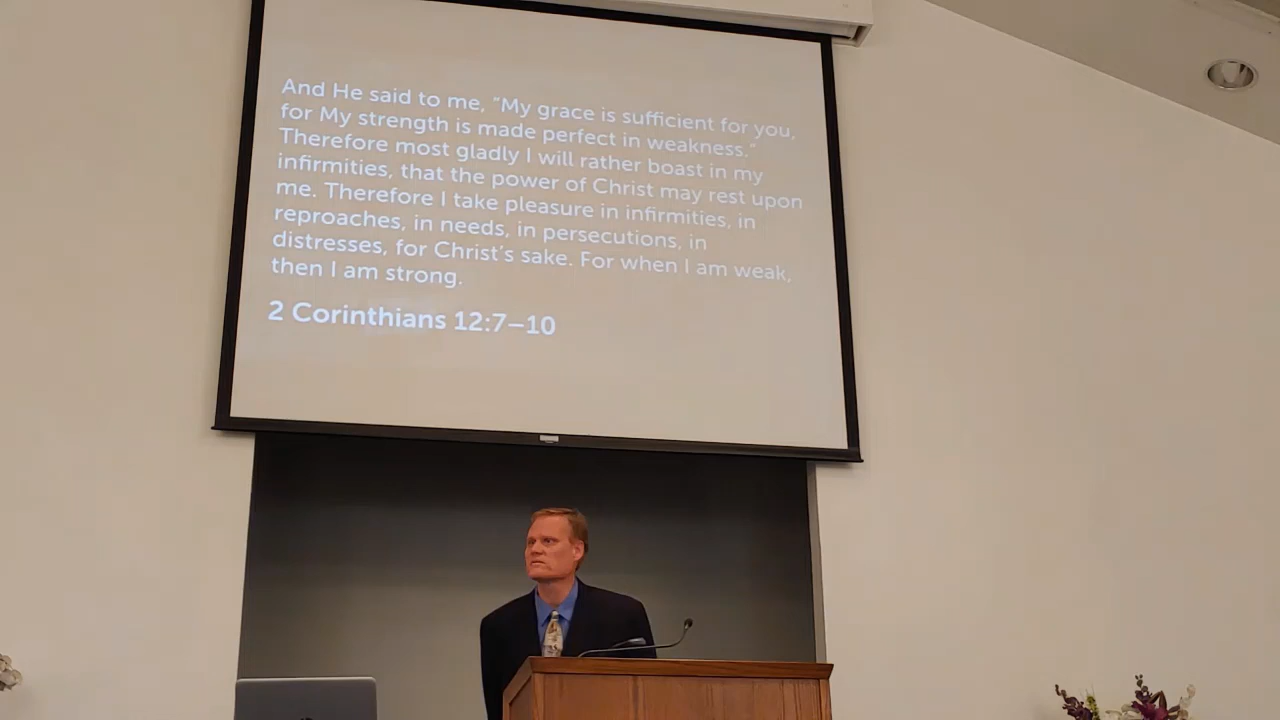 And He said to me, “My grace is sufficient for you,
for My strength is made perfect in weakness.”
Therefore most gladly I will rather boast in my
infirmities, that the power of Christ may rest upon
me. Therefore I take pleasure in infirmities, in
reproaches, in needs, in persecutions, in
distresses, for Christ’s sake. For when I am weak,
then I am strong.
2 Corinthians 12:7–10